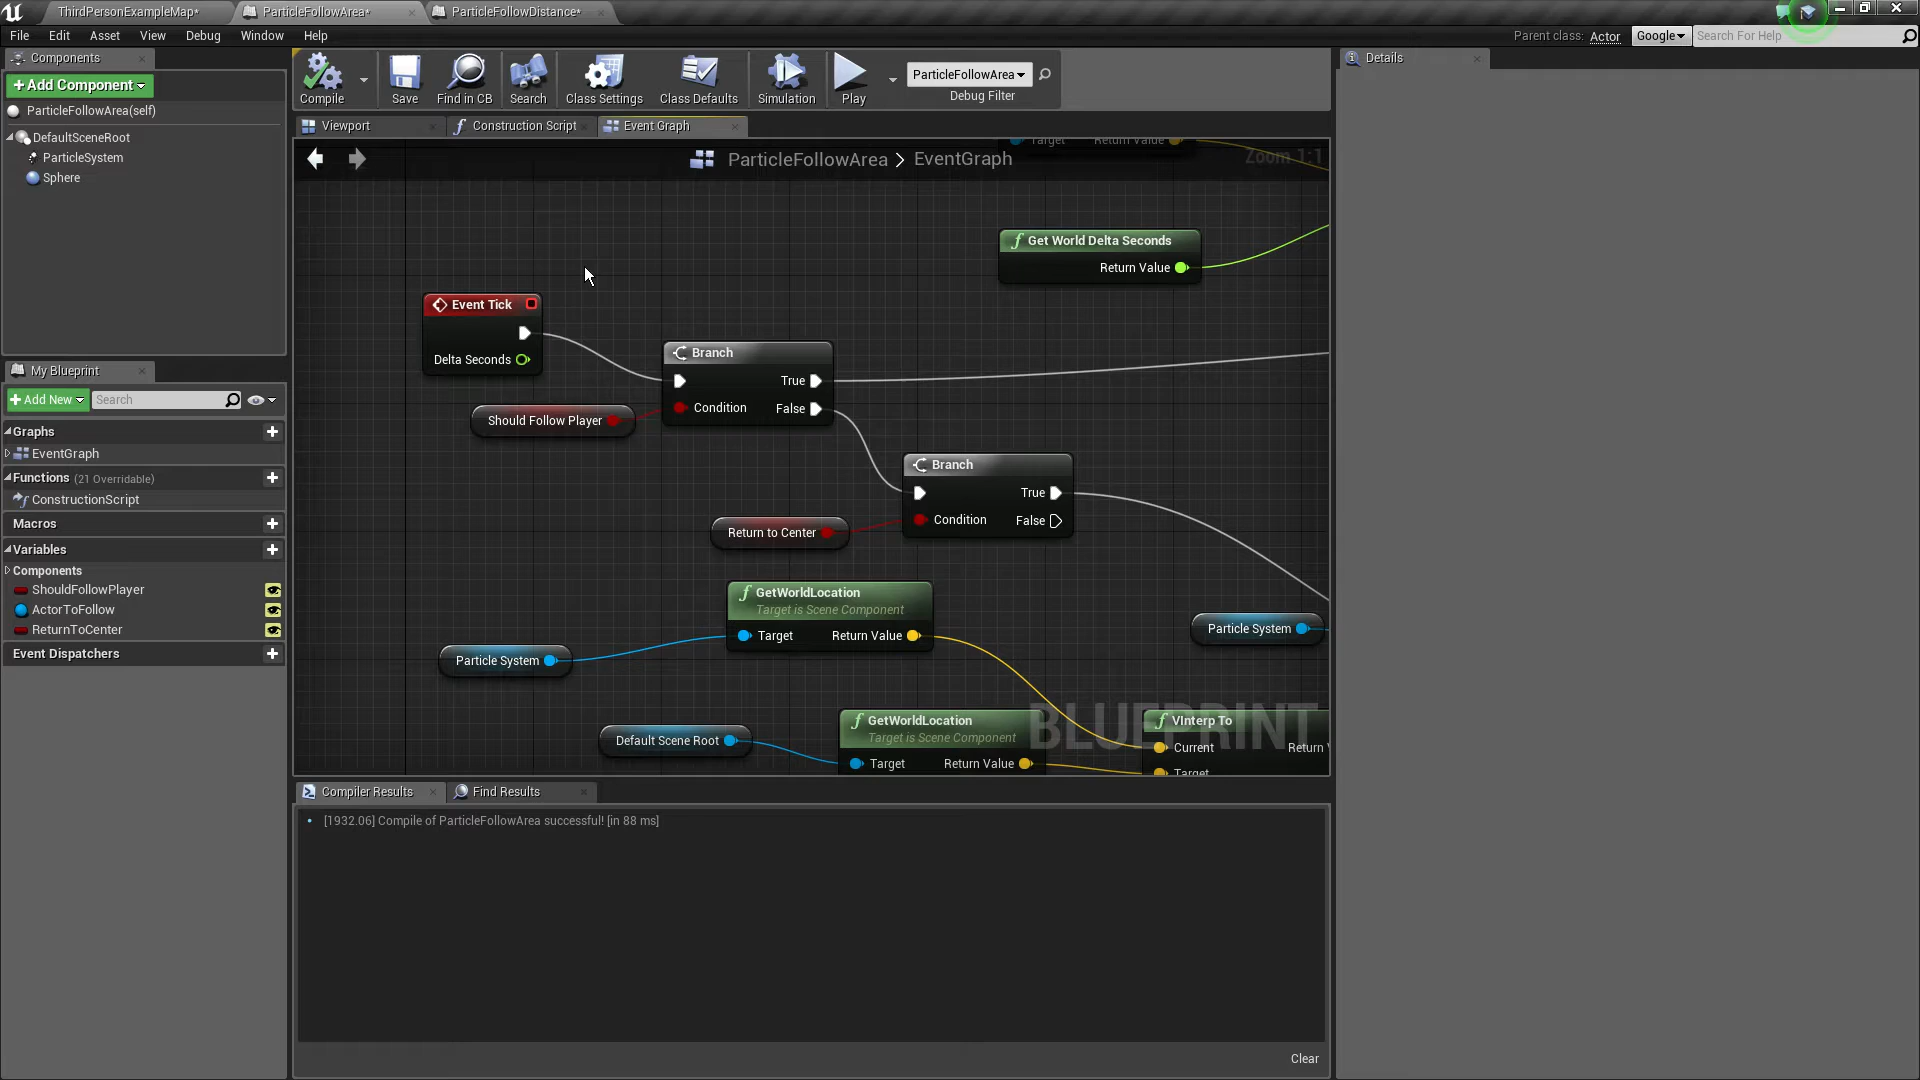 ThirdPersonExampleMap*
ParticleFollowArea*
ParticleFollowDistance*
File Edit Asset View Debug Window Help
Parent class: Actor
Google
Search For Help
Components
+Add Component
ParticleFollowArea(self)
DefaultSceneRoot
ParticleSystem
Sphere
My Blueprint
+Add New
Search
Graphs
EventGraph
Functions (21 Overridable)
ConstructionScript
Macros
Variables
Components
ShouldFollowPlayer
ActorToFollow
ReturnToCenter
Event Dispatchers
Compile
Save
Find in CB
Search
Class Settings
Class Defaults
Simulation
Play
ParticleFollowArea
Debug Filter
Viewport
Construction Script
Event Graph
ParticleFollowArea > EventGraph
Zoom 1:1
Target Return Value
Get World Delta Seconds
Return Value
Event Tick
Delta Seconds
Branch
True
Condition False
Should Follow Player
Branch
True
Condition False
Return to Center
GetWorldLocation
Target is Scene Component
Target Return Value
Particle System
Particle System
GetWorldLocation
Target is Scene Component
Target Return Value
Default Scene Root
VInterp To
Current Return V
Target
BLUEPRINT
Compiler Results
Find Results
[1932.06] Compile of ParticleFollowArea successful! [in 88 ms]
Clear
Details